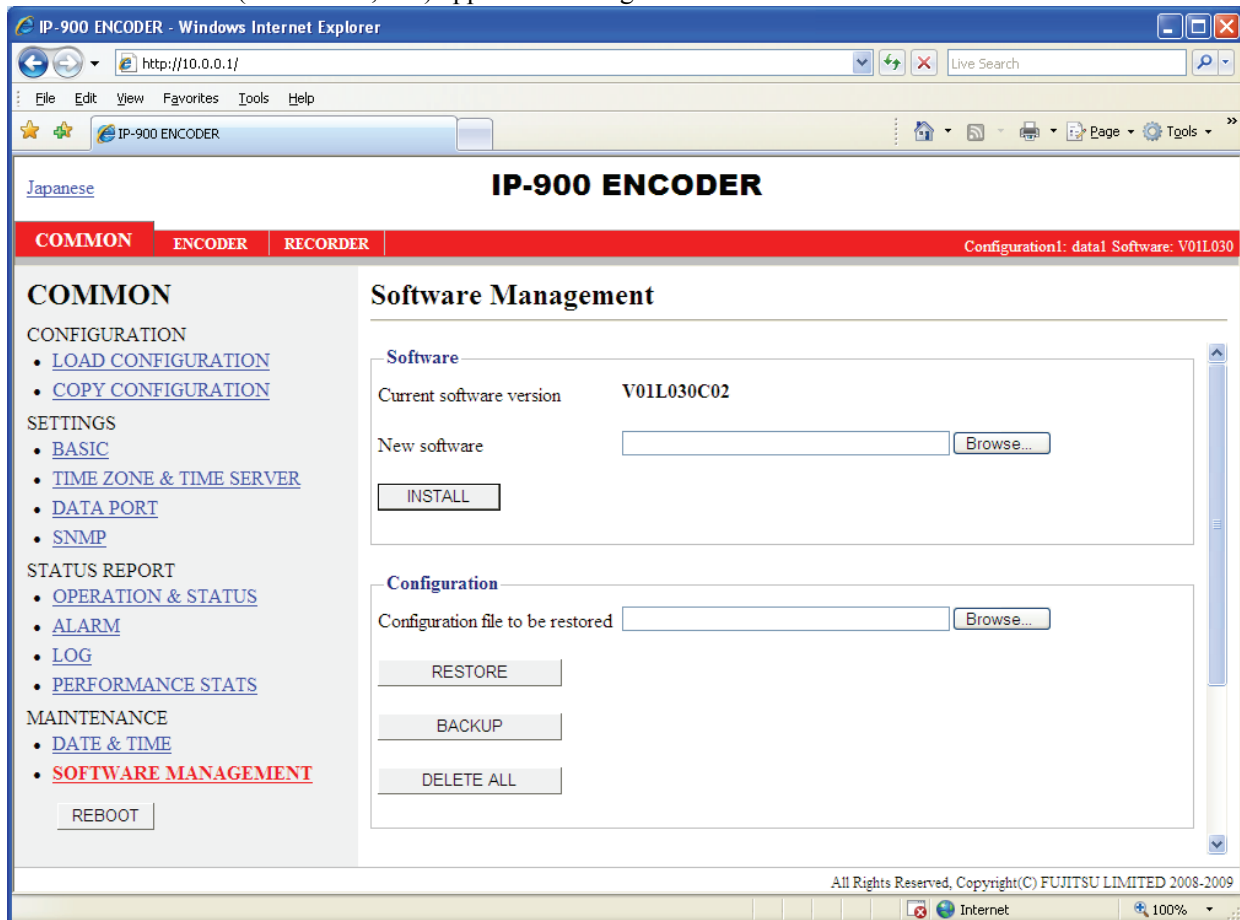 IP-900 ENCODER - Windows Internet Explorer
http://10.0.0.1/
Live Search
File Edit View Favorites Tools Help
IP-900 ENCODER
Page Tools »
Japanese
IP-900 ENCODER
COMMON ENCODER RECORDER
Configuration1: data1 Software: V01L030
COMMON
CONFIGURATION
• LOAD CONFIGURATION
• COPY CONFIGURATION
SETTINGS
• BASIC
• TIME ZONE & TIME SERVER
• DATA PORT
• SNMP
STATUS REPORT
• OPERATION & STATUS
• ALARM
• LOG
• PERFORMANCE STATS
MAINTENANCE
• DATE & TIME
• SOFTWARE MANAGEMENT
REBOOT
Software Management
Software
Current software version V01L030C02
New software Browse...
INSTALL
Configuration
Configuration file to be restored Browse...
RESTORE
BACKUP
DELETE ALL
All Rights Reserved, Copyright(C) FUJITSU LIMITED 2008-2009
Internet 100%